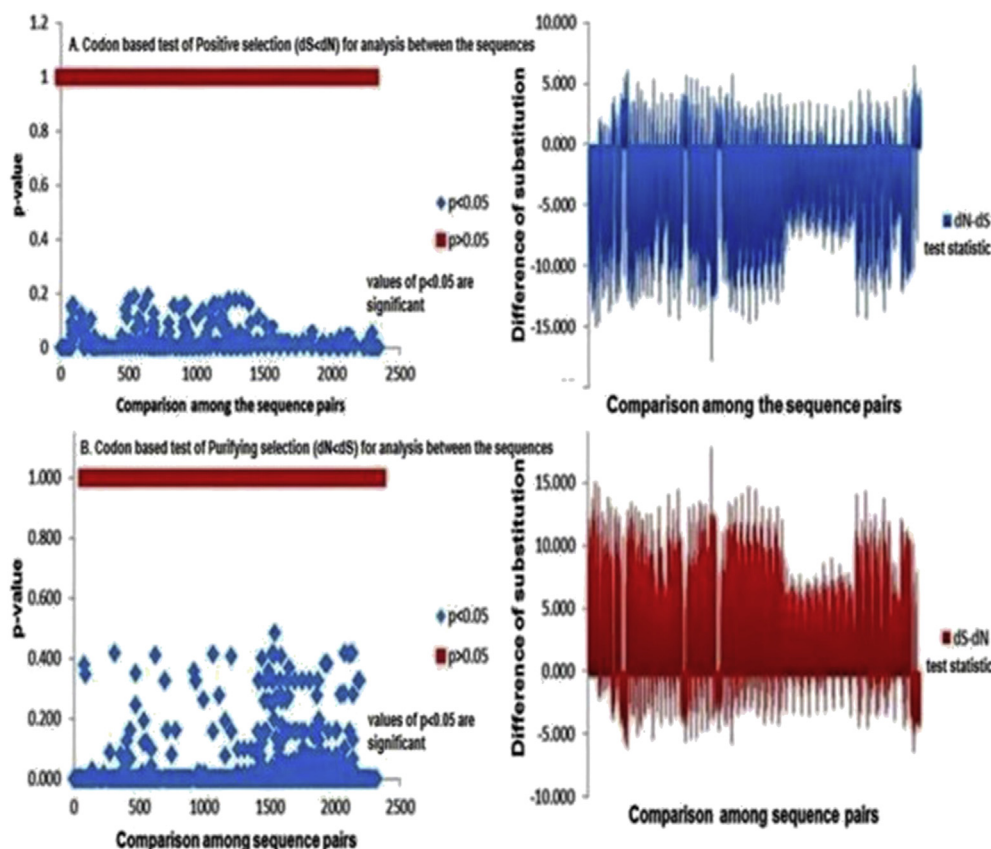 A. Codon based test of Positive selection (dS<dN) for analysis between the sequences
1.2
1
0.8
0.6
0.4
0.2
0
p-value
0
500
1000
1500
2000
2500
Comparison among the sequence pairs
p<0.05
p>0.05
values of p<0.05 are
significant
10.000
5.000
0.000
-5.000
-10.000
-15.000
Difference of substitution
dN-dS
test statistic
Comparison among the sequence pairs
B. Codon based test of Purifying selection (dN<dS) for analysis between the sequences
1.000
0.800
0.600
0.400
0.200
0.000
p-value
0
500
1000
1500
2000
2500
Comparison among sequence pairs
p<0.05
p>0.05
values of p<0.05 are
significant
15.000
10.000
5.000
0.000
-5.000
-10.000
Difference of substitution
dS-dN
test statistic
Comparison among sequence pairs